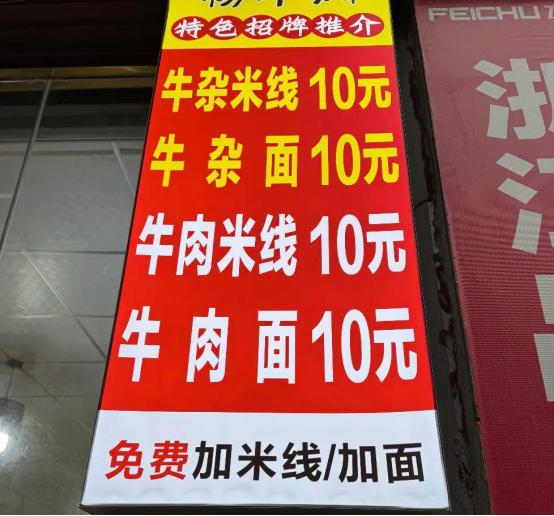 特色招牌推介
牛杂米线 10元
牛杂面 10元
牛肉米线 10元
牛肉面 10元
免费加米线/加面
FEICHU
浙
江